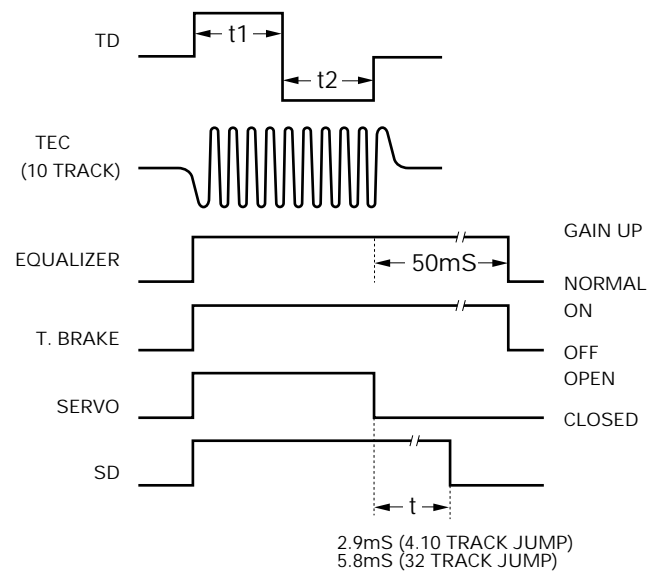 TD
t1
t2
TEC
(10 TRACK)
EQUALIZER
50mS
GAIN UP
NORMAL
T. BRAKE
ON
OFF
SERVO
OPEN
CLOSED
SD
t
2.9mS (4.10 TRACK JUMP)
5.8mS (32 TRACK JUMP)